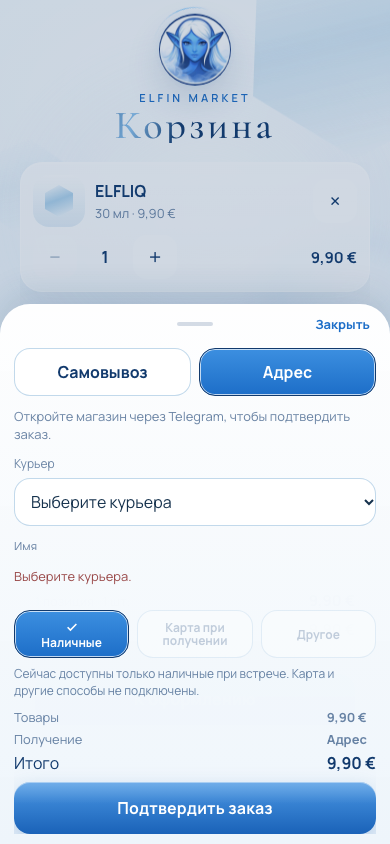 ELFIN MARKET
Корзина
ELFLIQ
30 мл · 9,90 €
×
− 1 +
9,90 €
Закрыть
Самовывоз
Адрес
Откройте магазин через Telegram, чтобы подтвердить
заказ.
Курьер
Выберите курьера
Имя
Выберите курьера.
✓
Наличные
Карта при
получении
Другое
Сейчас доступны только наличные при встрече. Карта и
другие способы не подключены.
Товары 9,90 €
Получение Адрес
Итого 9,90 €
Подтвердить заказ